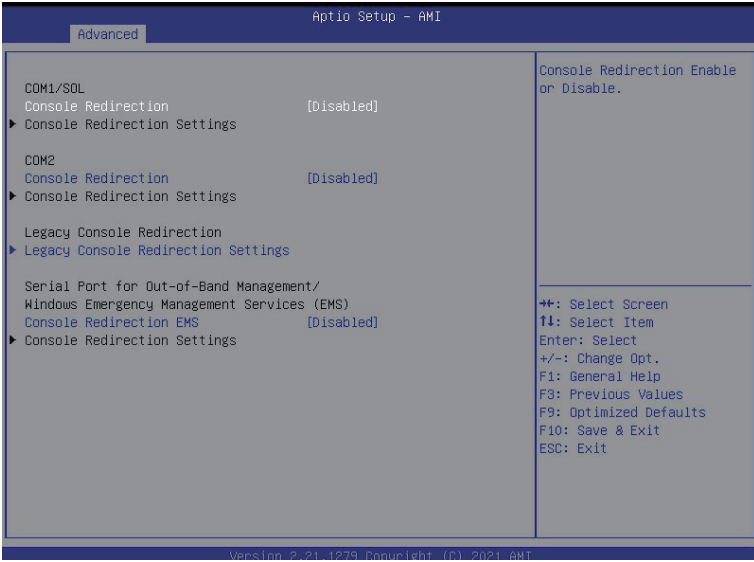 Aptio Setup - AMI
Advanced
COM1/SOL
Console Redirection [Disabled]
▶ Console Redirection Settings
COM2
Console Redirection [Disabled]
▶ Console Redirection Settings
Legacy Console Redirection
▶ Legacy Console Redirection Settings
Serial Port for Out-of-Band Management/
Windows Emergency Management Services (EMS)
Console Redirection EMS [Disabled]
▶ Console Redirection Settings
Console Redirection Enable
or Disable.
→←: Select Screen
↑↓: Select Item
Enter: Select
+/-: Change Opt.
F1: General Help
F3: Previous Values
F9: Optimized Defaults
F10: Save & Exit
ESC: Exit
Version 2.21.1279 Copyright (C) 2021 AMI